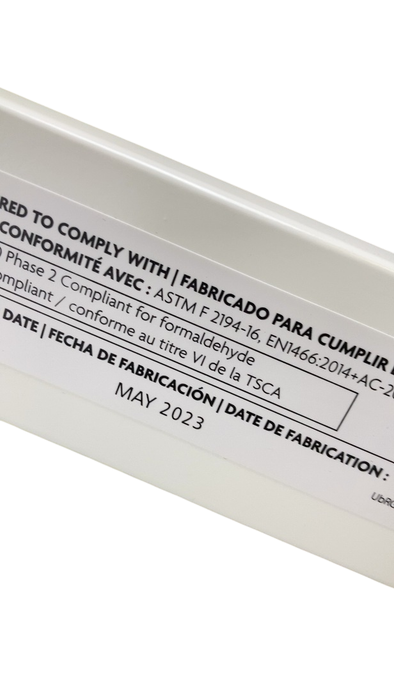 RED TO COMPLY WITH | FABRICADO PARA CUMPLIR
CONFORMITÉ AVEC : ASTM F 2194-16, EN1466:2014+AC-20
) Phase 2 Compliant for formaldehyde
ompliant / conforme au titre VI de la TSCA
DATE | FECHA DE FABRICACIÓN | DATE DE FABRICATION :
MAY 2023